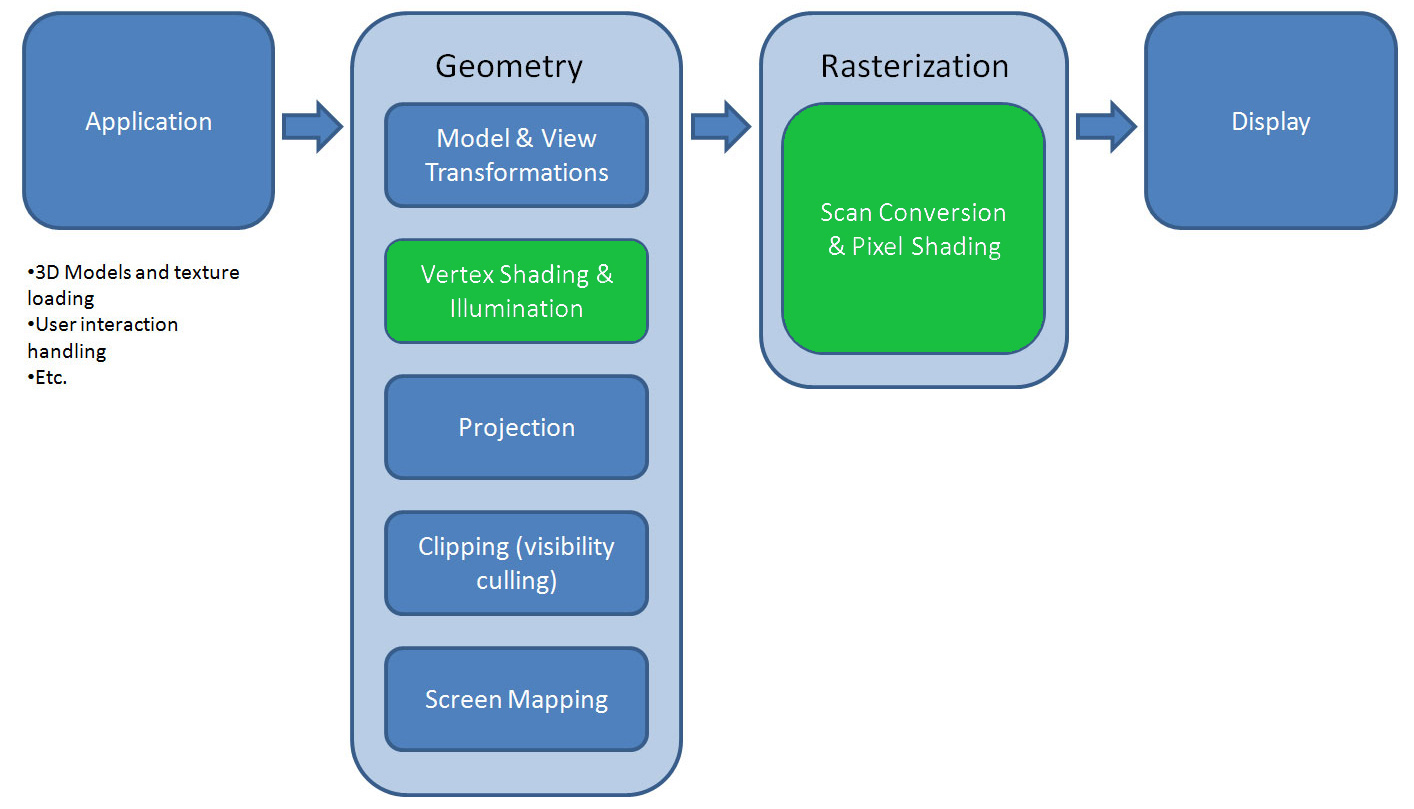 Application
•3D Models and texture
loading
•User interaction
handling
•Etc.
Geometry
Model & View
Transformations
Vertex Shading &
Illumination
Projection
Clipping (visibility
culling)
Screen Mapping
Rasterization
Scan Conversion
& Pixel Shading
Display